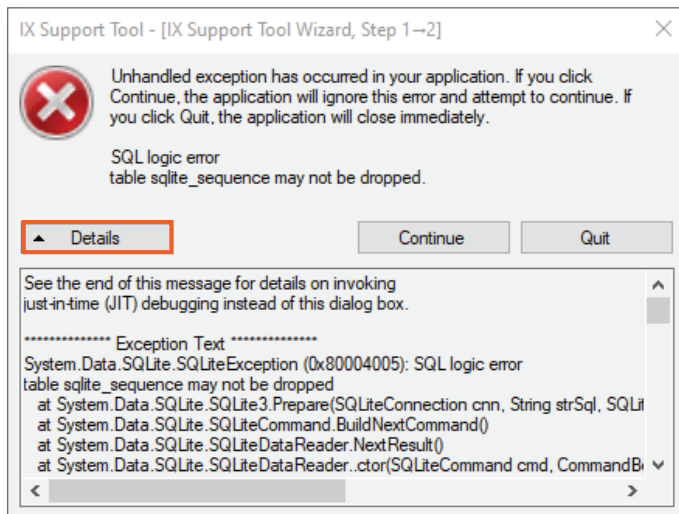 IX Support Tool - [IX Support Tool Wizard, Step 1→2]
Unhandled exception has occurred in your application. If you click
Continue, the application will ignore this error and attempt to continue. If
you click Quit, the application will close immediately.
SQL logic error
table sqlite_sequence may not be dropped.
Details
Continue
Quit
See the end of this message for details on invoking
just-in-time (JIT) debugging instead of this dialog box.
************** Exception Text **************
System.Data.SQLite.SQLiteException (0x80004005): SQL logic error
table sqlite_sequence may not be dropped
at System.Data.SQLite.SQLite3.Prepare(SQLiteConnection cnn, String strSql, SQLit
at System.Data.SQLite.SQLiteCommand.BuildNextCommand()
at System.Data.SQLite.SQLiteDataReader.NextResult()
at System.Data.SQLite.SQLiteDataReader..ctor(SQLiteCommand cmd, CommandBe